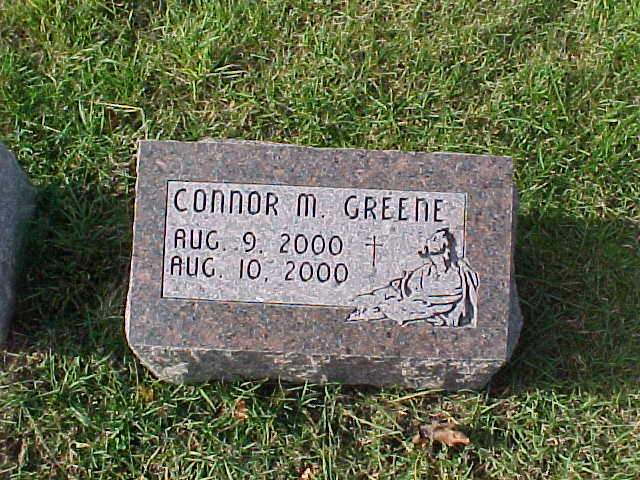 CONNOR M. GREENE
AUG. 9, 2000
AUG. 10, 2000